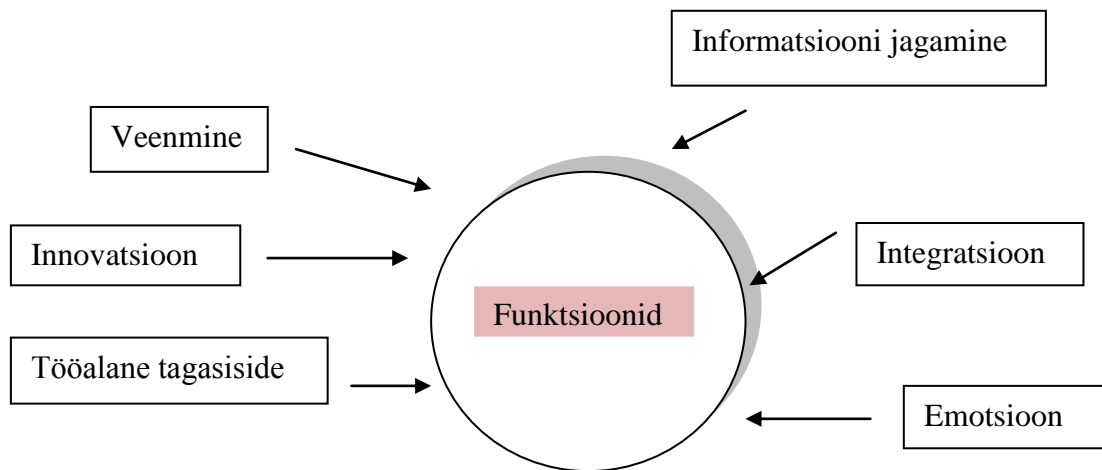 Informatsiooni jagamine
Veenmine
Innovatsioon
Integratsioon
Funktsioonid
Tööalane tagasiside
Emotsioon